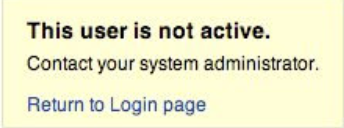 This user is not active.
Contact your system administrator.
Return to Login page